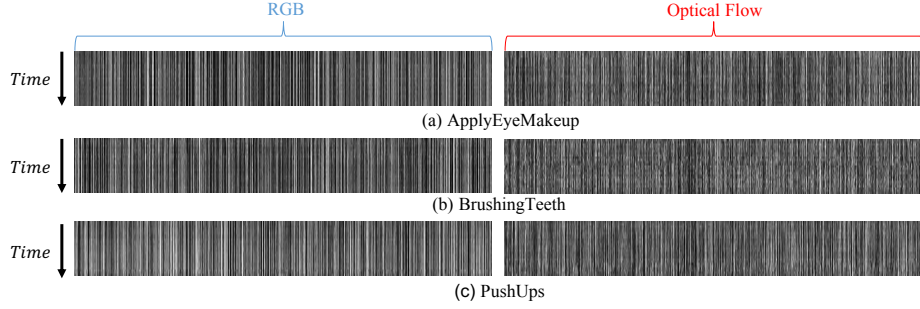 RGB
Optical Flow
Time
(a) ApplyEyeMakeup
Time
(b) BrushingTeeth
Time
(c) PushUps